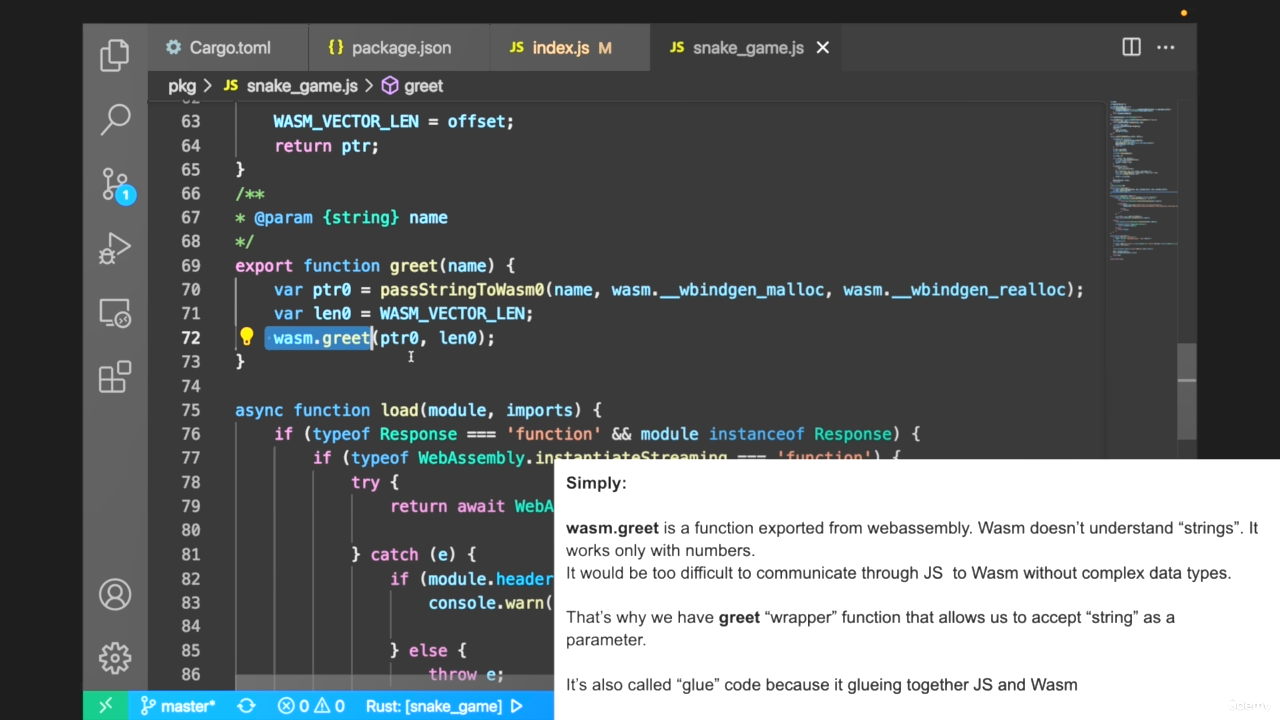 Cargo.toml
{} package.json
JS index.js M
JS snake_game.js
pkg > JS snake_game.js > greet
62
63 WASM_VECTOR_LEN = offset;
64 return ptr;
65 }
66 /**
67 * @param {string} name
68 */
69 export function greet(name) {
70 var ptr0 = passStringToWasm0(name, wasm.__wbindgen_malloc, wasm.__wbindgen_realloc);
71 var len0 = WASM_VECTOR_LEN;
72 wasm.greet(ptr0, len0);
73 }
74
75 async function load(module, imports) {
76 if (typeof Response === 'function' && module instanceof Response) {
77 if (typeof WebAssembly.instantiateStreaming === 'function') {
78 try {
79 return await WebA
80
81 } catch (e) {
82 if (module.header
83 console.warn(
84
85 } else {
86 throw e;
1
Simply:
wasm.greet is a function exported from webassembly. Wasm doesn't understand “strings”. It
works only with numbers.
It would be too difficult to communicate through JS to Wasm without complex data types.
That's why we have greet “wrapper” function that allows us to accept “string” as a
parameter.
It's also called “glue” code because it glueing together JS and Wasm
master* 0 0 Rust: [snake_game]
Udemy